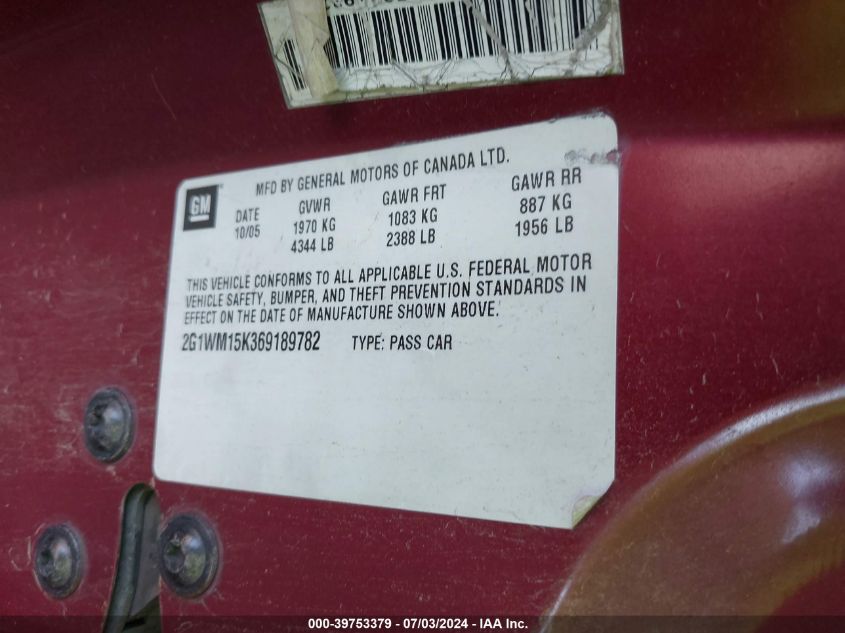 MFD BY GENERAL MOTORS OF CANADA LTD.
GM
DATE GVWR GAWR FRT GAWR RR
10/05 1970 KG 1083 KG 887 KG
4344 LB 2388 LB 1956 LB
THIS VEHICLE CONFORMS TO ALL APPLICABLE U.S. FEDERAL MOTOR
VEHICLE SAFETY, BUMPER, AND THEFT PREVENTION STANDARDS IN
EFFECT ON THE DATE OF MANUFACTURE SHOWN ABOVE.
2G1WM15K369189782 TYPE: PASS CAR
000-39753379 - 07/03/2024 - IAA Inc.